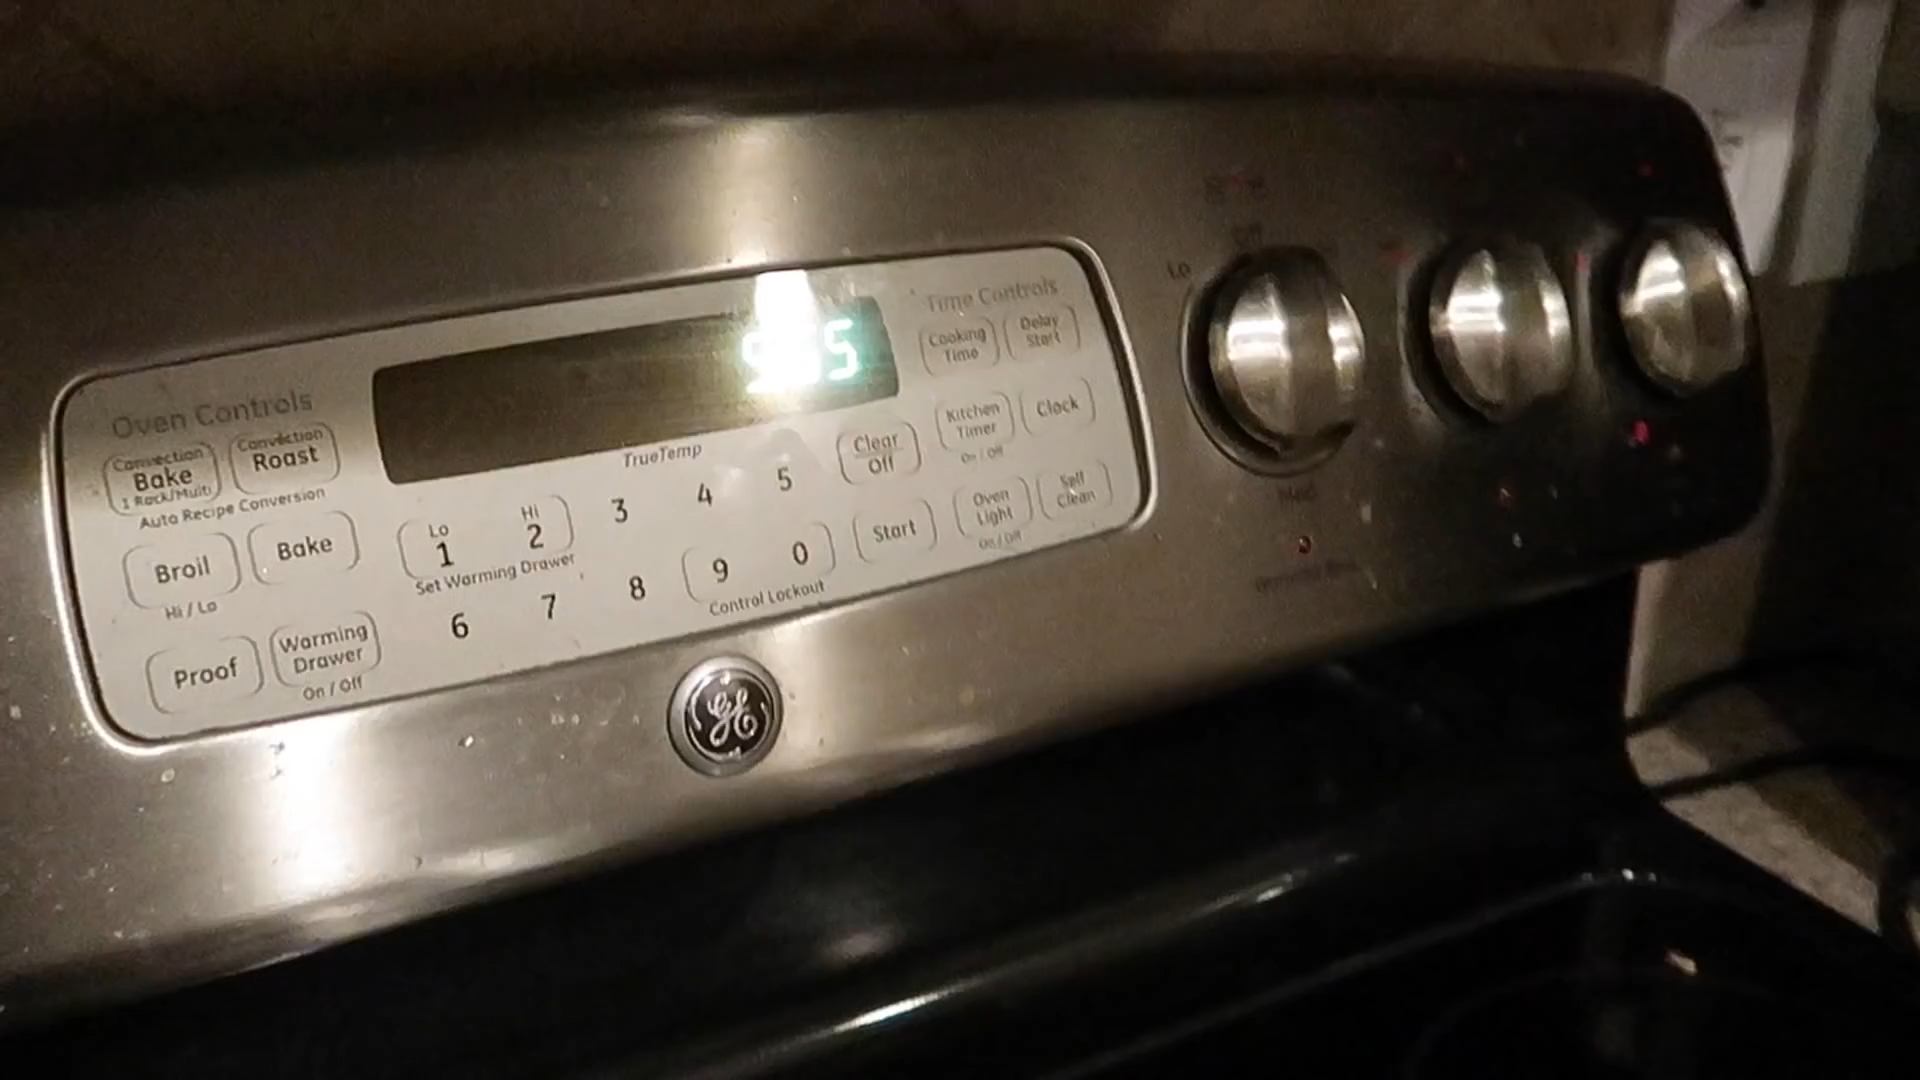 Oven Controls
Convection
Bake
1 Rack/Multi
Convection
Roast
Auto Recipe Conversion
Broil
Hi / Lo
Bake
Proof
Warming
Drawer
On / Off
TrueTemp
Lo
1
Hi
2
3
4
5
Set Warming Drawer
6
7
8
9
0
Control Lockout
Clear
Off
Start
Time Controls
Cooking
Time
Delay
Start
Kitchen
Timer
On / Off
Clock
Oven
Light
On / Off
Self
Clean
GE
Lo